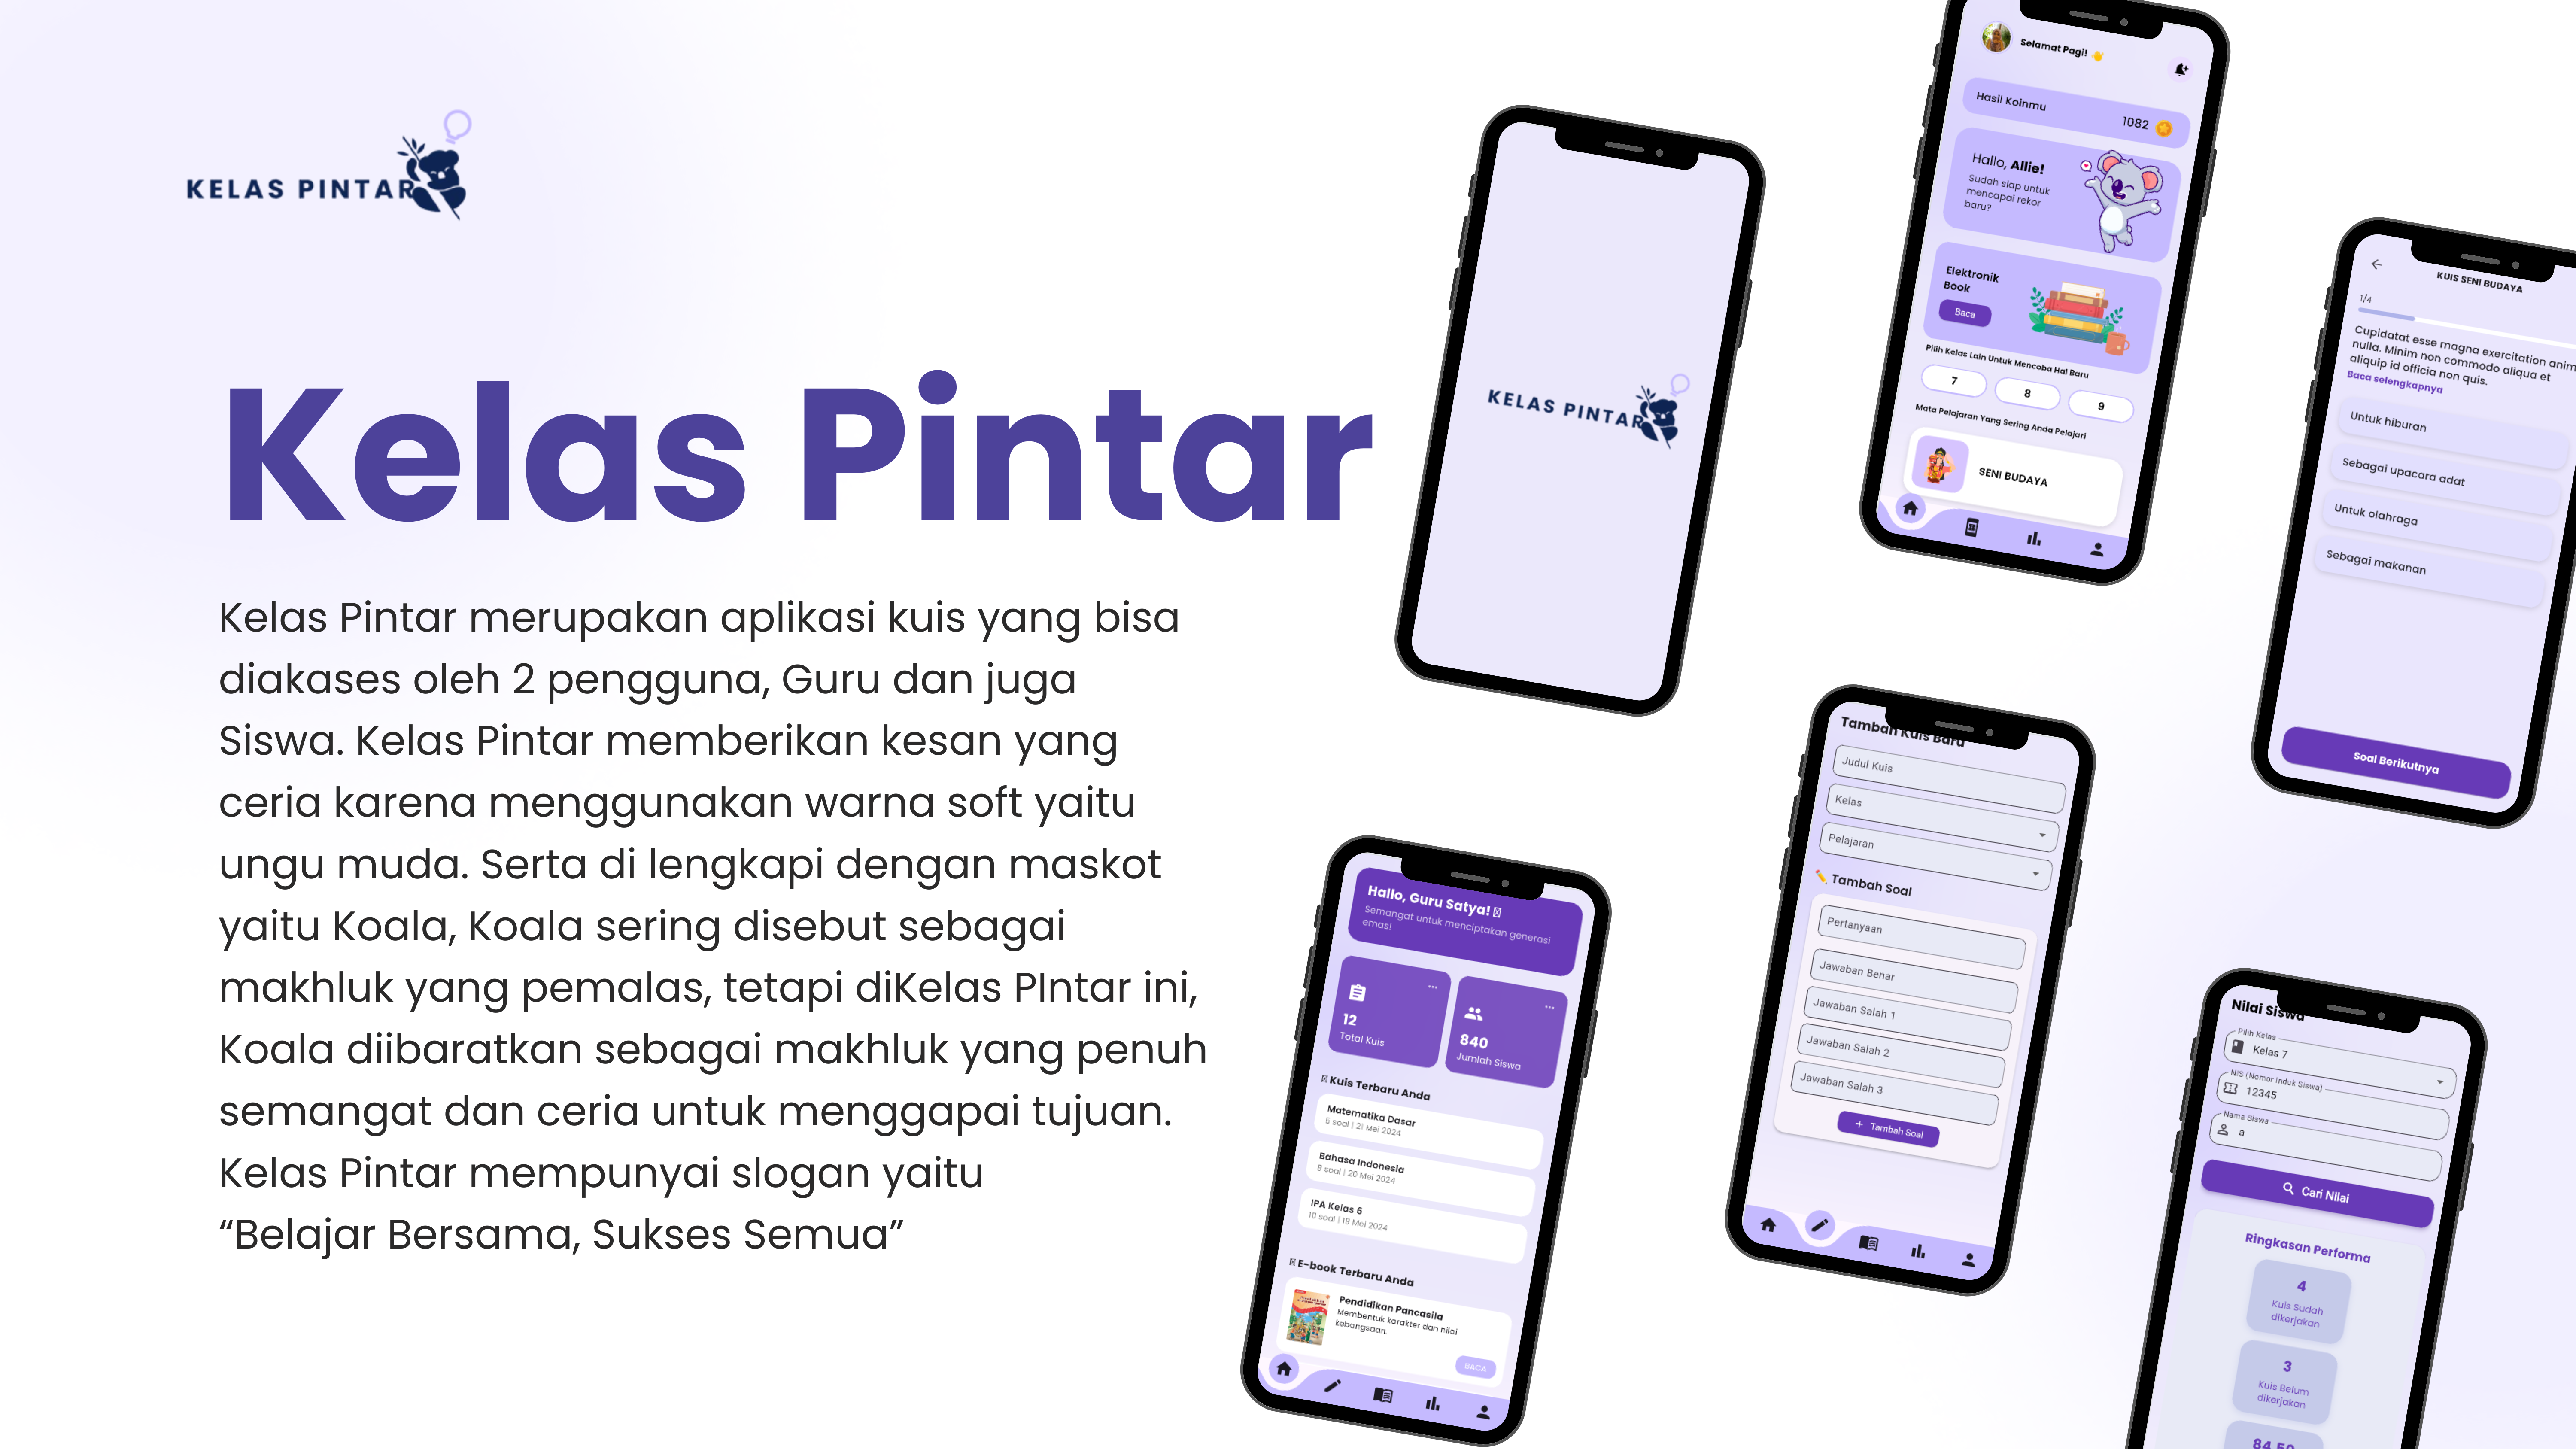 KELAS PINTAR
Kelas Pintar
Kelas Pintar merupakan aplikasi kuis yang bisa
diakases oleh 2 pengguna, Guru dan juga
Siswa. Kelas Pintar memberikan kesan yang
ceria karena menggunakan warna soft yaitu
ungu muda. Serta di lengkapi dengan maskot
yaitu Koala, Koala sering disebut sebagai
makhluk yang pemalas, tetapi diKelas PIntar ini,
Koala diibaratkan sebagai makhluk yang penuh
semangat dan ceria untuk menggapai tujuan.
Kelas Pintar mempunyai slogan yaitu
“Belajar Bersama, Sukses Semua”
KELAS PINTAR
Selamat Pagi! 👋
Hasil Koinmu
1082
Hallo, Allie!
Sudah siap untuk
mencapai rekor
baru?
Elektronik
Book
Baca
Pilih Kelas Lain Untuk Mencoba Hal Baru
7
8
9
Mata Pelajaran Yang Sering Anda Pelajari
SENI BUDAYA
KUIS SENI BUDAYA
1/4
Cupidatat esse magna exercitation anim
nulla. Minim non commodo aliqua et
aliquip id officia non quis.
Baca selengkapnya
Untuk hiburan
Sebagai upacara adat
Untuk olahraga
Sebagai makanan
Soal Berikutnya
Hallo, Guru Satya!
Semangat untuk menciptakan generasi
emas!
12
Total Kuis
840
Jumlah Siswa
Kuis Terbaru Anda
Matematika Dasar
5 soal | 21 Mei 2024
Bahasa Indonesia
8 soal | 20 Mei 2024
IPA Kelas 6
10 soal | 19 Mei 2024
E-book Terbaru Anda
Pendidikan Pancasila
Membentuk karakter dan nilai
kebangsaan.
BACA
Tambah Kuis Baru
Judul Kuis
Kelas
Pelajaran
✏️ Tambah Soal
Pertanyaan
Jawaban Benar
Jawaban Salah 1
Jawaban Salah 2
Jawaban Salah 3
+ Tambah Soal
Nilai Siswa
Pilih Kelas
Kelas 7
NIS (Nomor Induk Siswa)
12345
Nama Siswa
a
Cari Nilai
Ringkasan Performa
4
Kuis Sudah
dikerjakan
3
Kuis Belum
dikerjakan
84.50